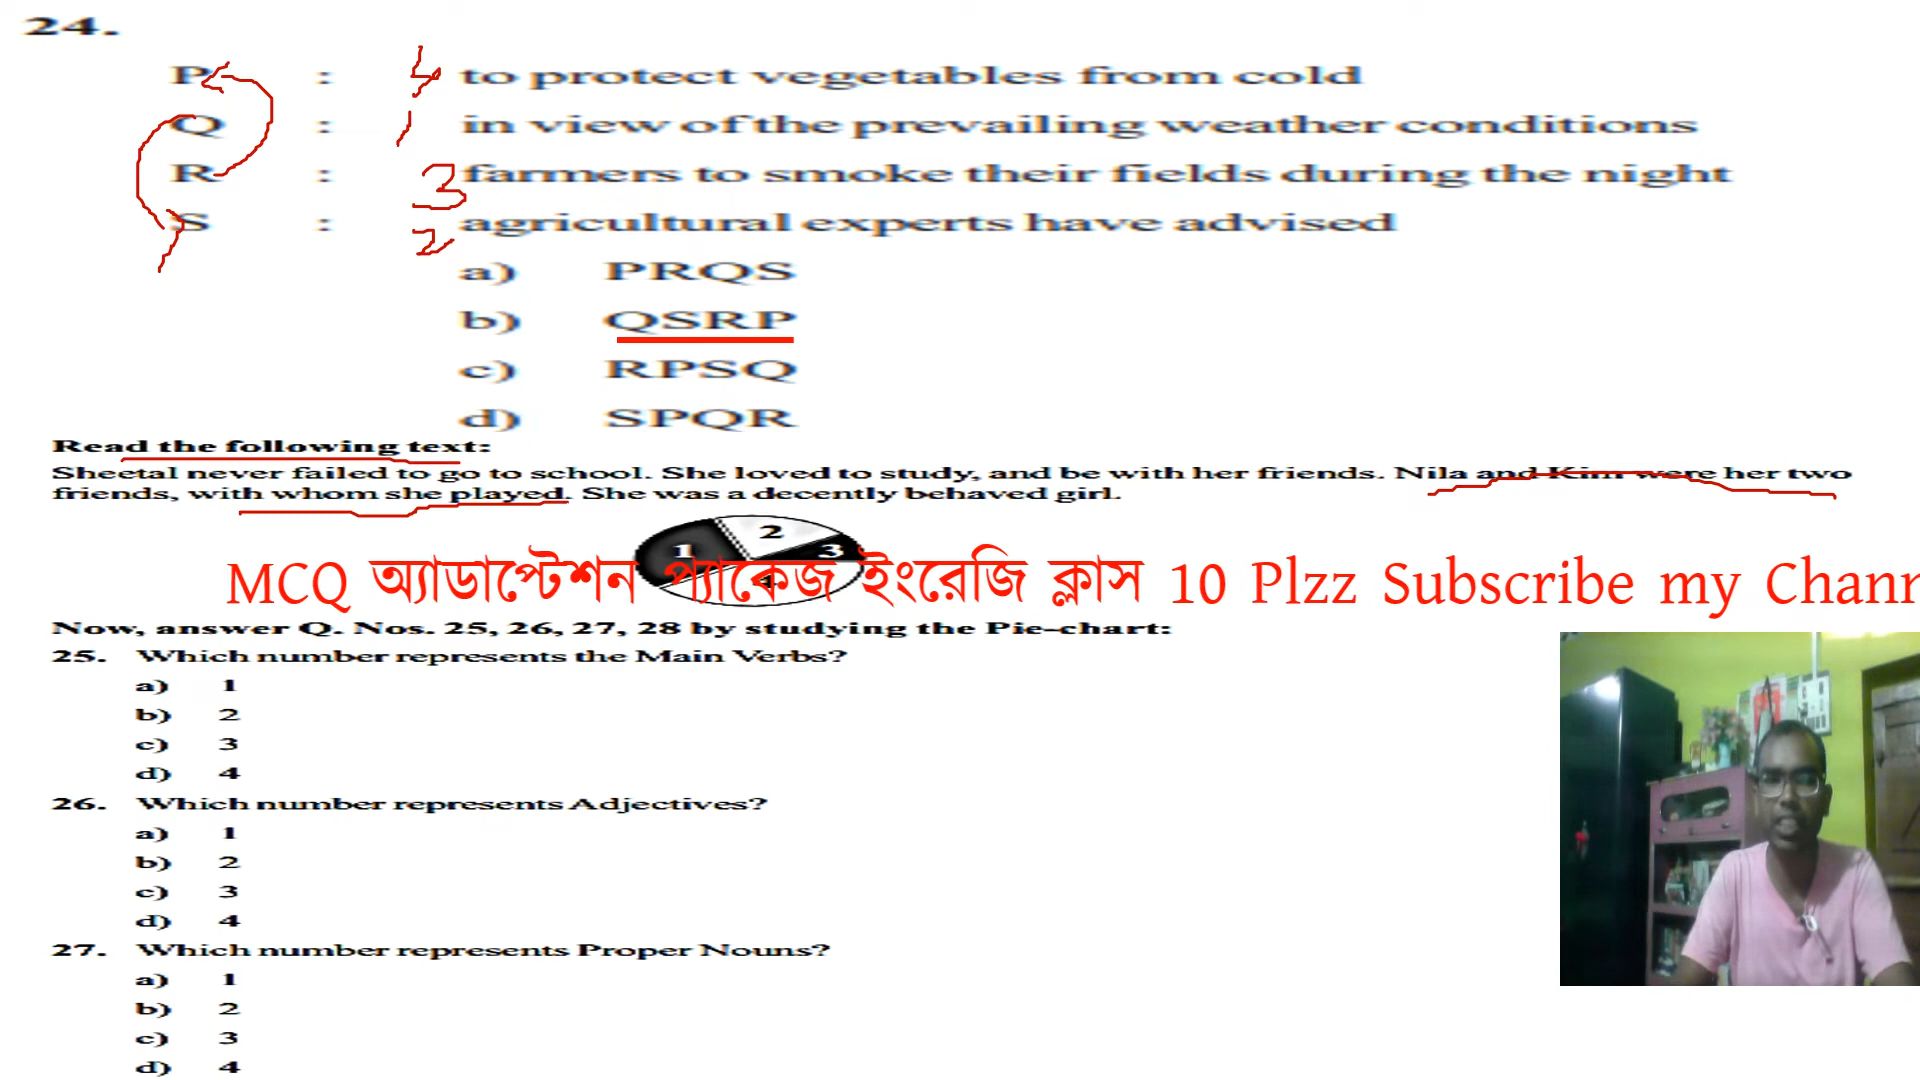 24.
P : 4 to protect vegetables from cold
Q : 1 in view of the prevailing weather conditions
R : 3 farmers to smoke their fields during the night
S : 2 agricultural experts have advised
a) PRQS
b) QSRP
c) RPSQ
d) SPQR
Read the following text:
Sheetal never failed to go to school. She loved to study, and be with her friends. Nila and Kim were her two
friends, with whom she played. She was a decently behaved girl.
2
1 3
4
MCQ অ্যাডাপ্টেশন প্যাকেজ ইংরেজি ক্লাস 10 Plzz Subscribe my Chann
Now, answer Q. Nos. 25, 26, 27, 28 by studying the Pie-chart:
25. Which number represents the Main Verbs?
a) 1
b) 2
c) 3
d) 4
26. Which number represents Adjectives?
a) 1
b) 2
c) 3
d) 4
27. Which number represents Proper Nouns?
a) 1
b) 2
c) 3
d) 4